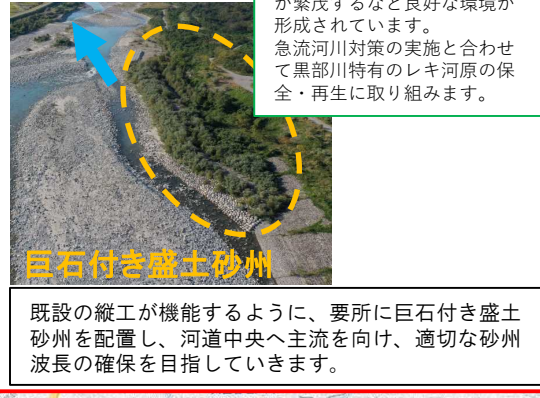 が繁茂するなど良好な環境が
形成されています。
急流河川対策の実施と合わせ
て黒部川特有のレキ河原の保
全・再生に取り組みます。
巨石付き盛土砂州
既設の縦工が機能するように、要所に巨石付き盛土
砂州を配置し、河道中央へ主流を向け、適切な砂州
波長の確保を目指していきます。